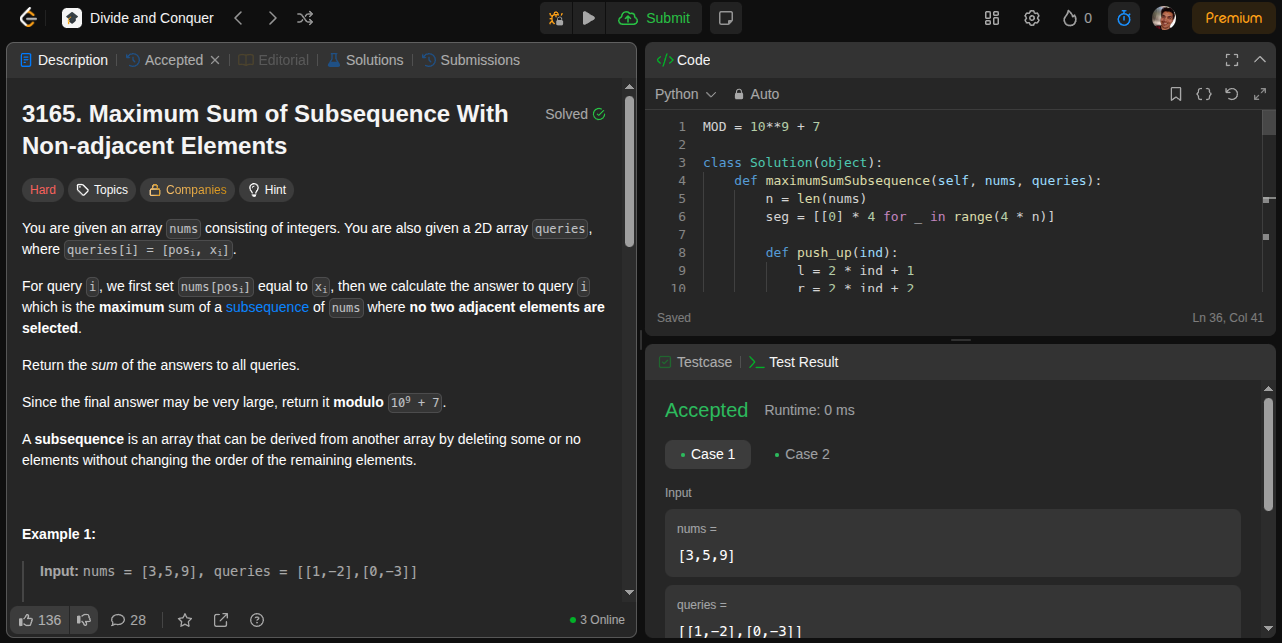 Divide and Conquer
Submit
0
Premium
Description
Accepted
Editorial
Solutions
Submissions
3165. Maximum Sum of Subsequence With
Non-adjacent Elements
Solved
Hard
Topics
Companies
Hint
You are given an array nums consisting of integers. You are also given a 2D array queries,
where queries[i] = [posᵢ, xᵢ].
For query i, we first set nums[posᵢ] equal to xᵢ, then we calculate the answer to query i
which is the maximum sum of a subsequence of nums where no two adjacent elements are
selected.
Return the sum of the answers to all queries.
Since the final answer may be very large, return it modulo 10⁹ + 7.
A subsequence is an array that can be derived from another array by deleting some or no
elements without changing the order of the remaining elements.
Example 1:
Input: nums = [3,5,9], queries = [[1,−2],[0,−3]]
136
28
3 Online
</> Code
Python
Auto
1 MOD = 10**9 + 7
2
3 class Solution(object):
4 def maximumSumSubsequence(self, nums, queries):
5 n = len(nums)
6 seg = [[0] * 4 for _ in range(4 * n)]
7
8 def push_up(ind):
9 l = 2 * ind + 1
10 r = 2 * ind + 2
Saved
Ln 36, Col 41
Testcase
>_ Test Result
Accepted
Runtime: 0 ms
Case 1
Case 2
Input
nums =
[3,5,9]
queries =
[[1,−2],[0,−3]]